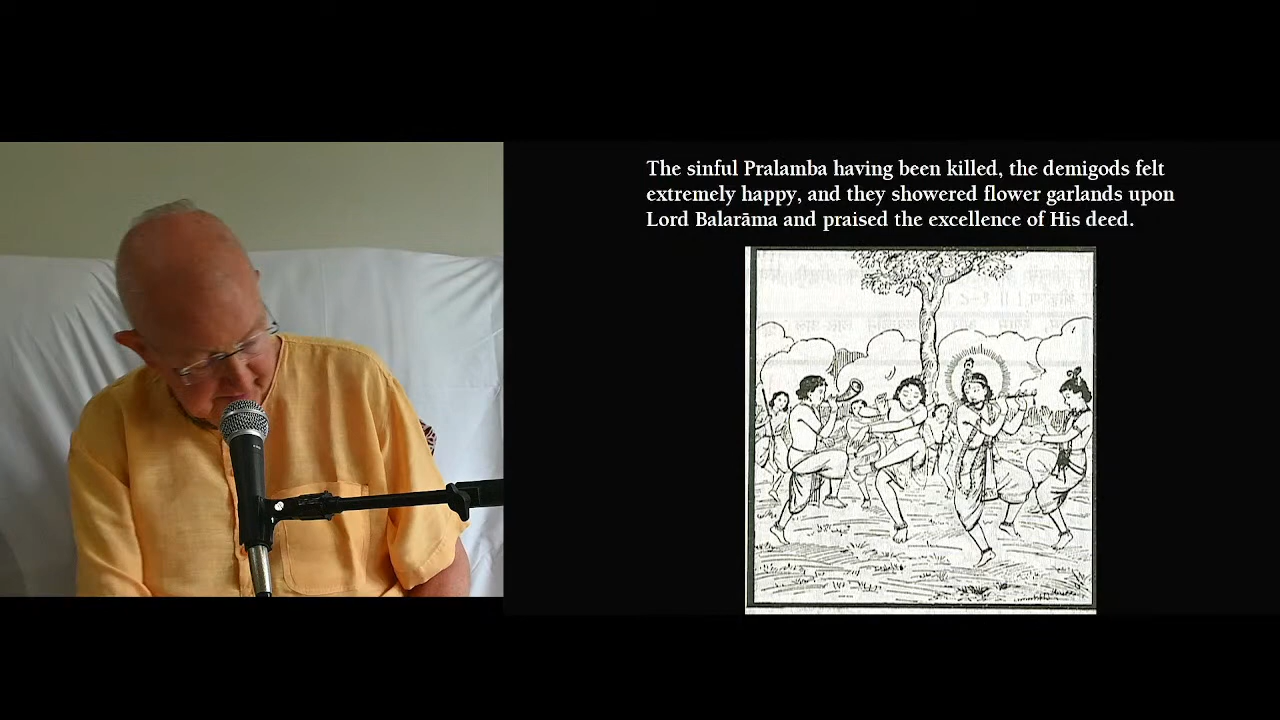 The sinful Pralamba having been killed, the demigods felt
extremely happy, and they showered flower garlands upon
Lord Balarāma and praised the excellence of His deed.